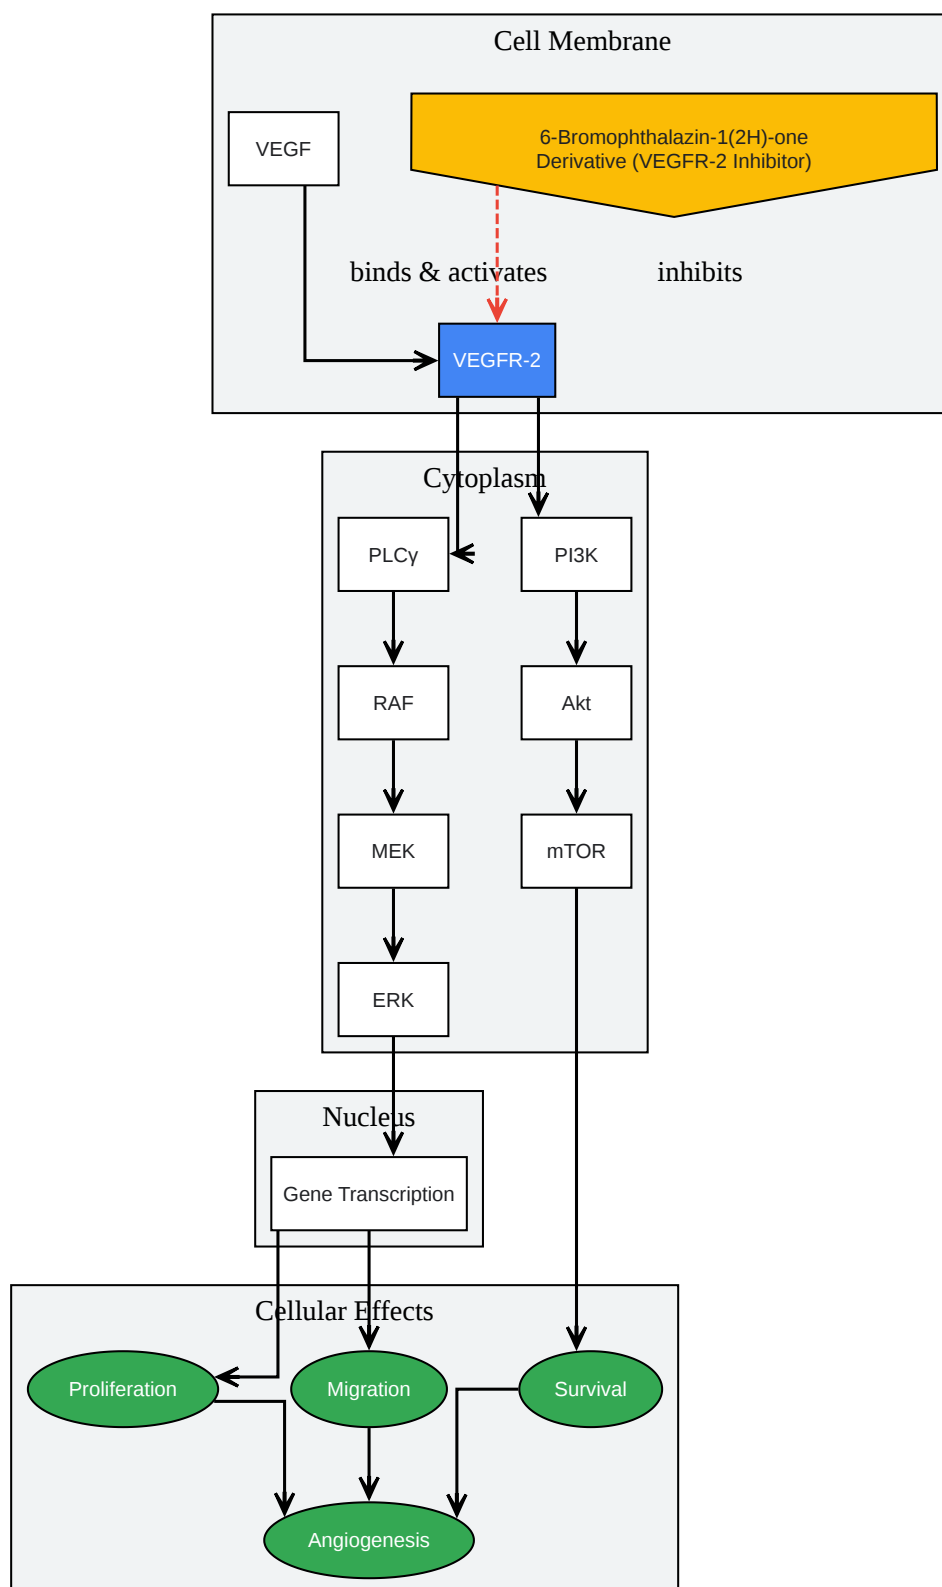 Cell Membrane
VEGF
6-Bromophthalazin-1(2H)-one
Derivative (VEGFR-2 Inhibitor)
binds & activates
inhibits
VEGFR-2
Cytoplasm
PLCγ
PI3K
RAF
Akt
MEK
mTOR
ERK
Nucleus
Gene Transcription
Cellular Effects
Proliferation
Migration
Survival
Angiogenesis